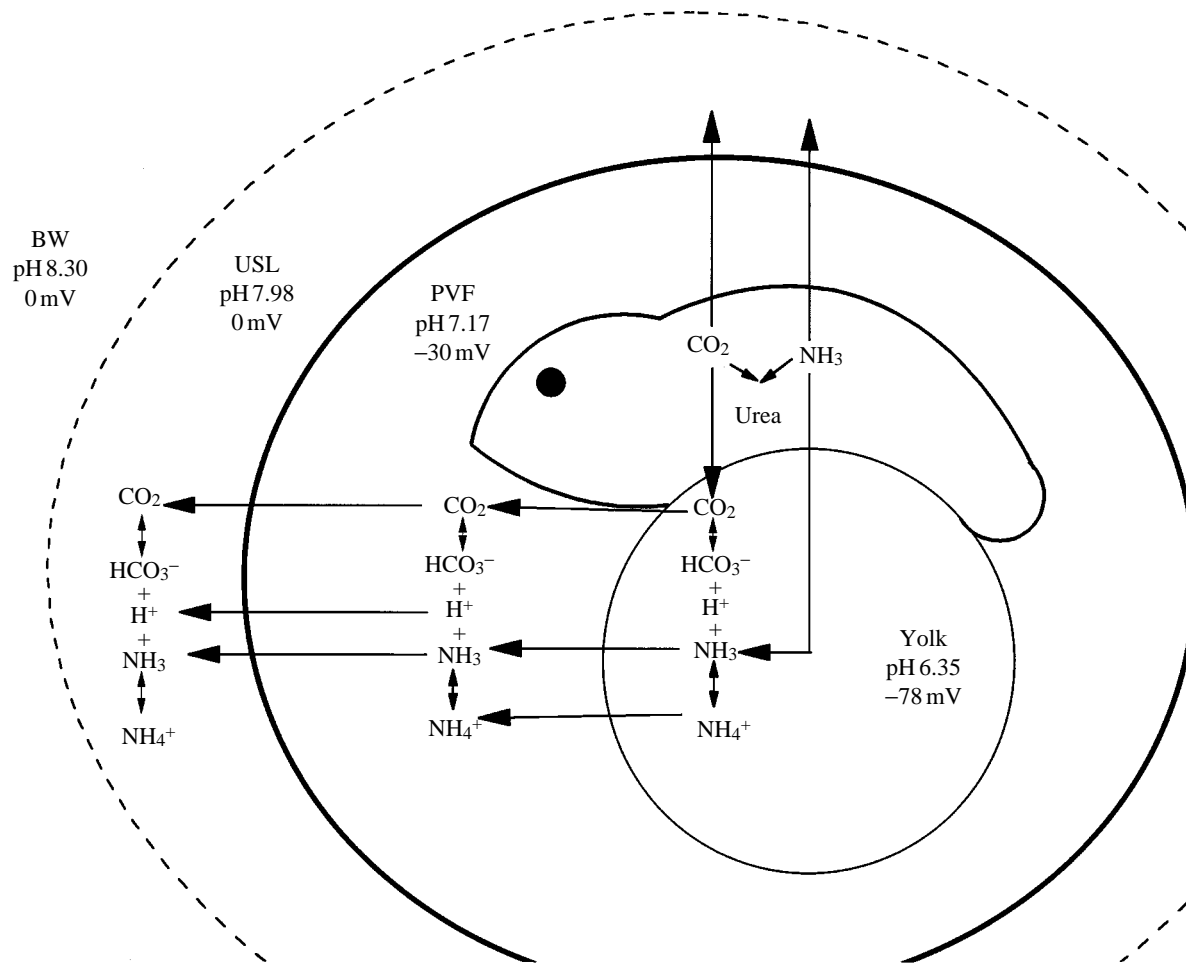 BW
pH 8.30
0 mV
USL
pH 7.98
0 mV
PVF
pH 7.17
−30 mV
CO₂
NH₃
Urea
CO₂
HCO₃⁻
+
H⁺
+
NH₃
NH₄⁺
CO₂
HCO₃⁻
+
H⁺
+
NH₃
NH₄⁺
CO₂
HCO₃⁻
+
H⁺
+
NH₃
NH₄⁺
Yolk
pH 6.35
−78 mV